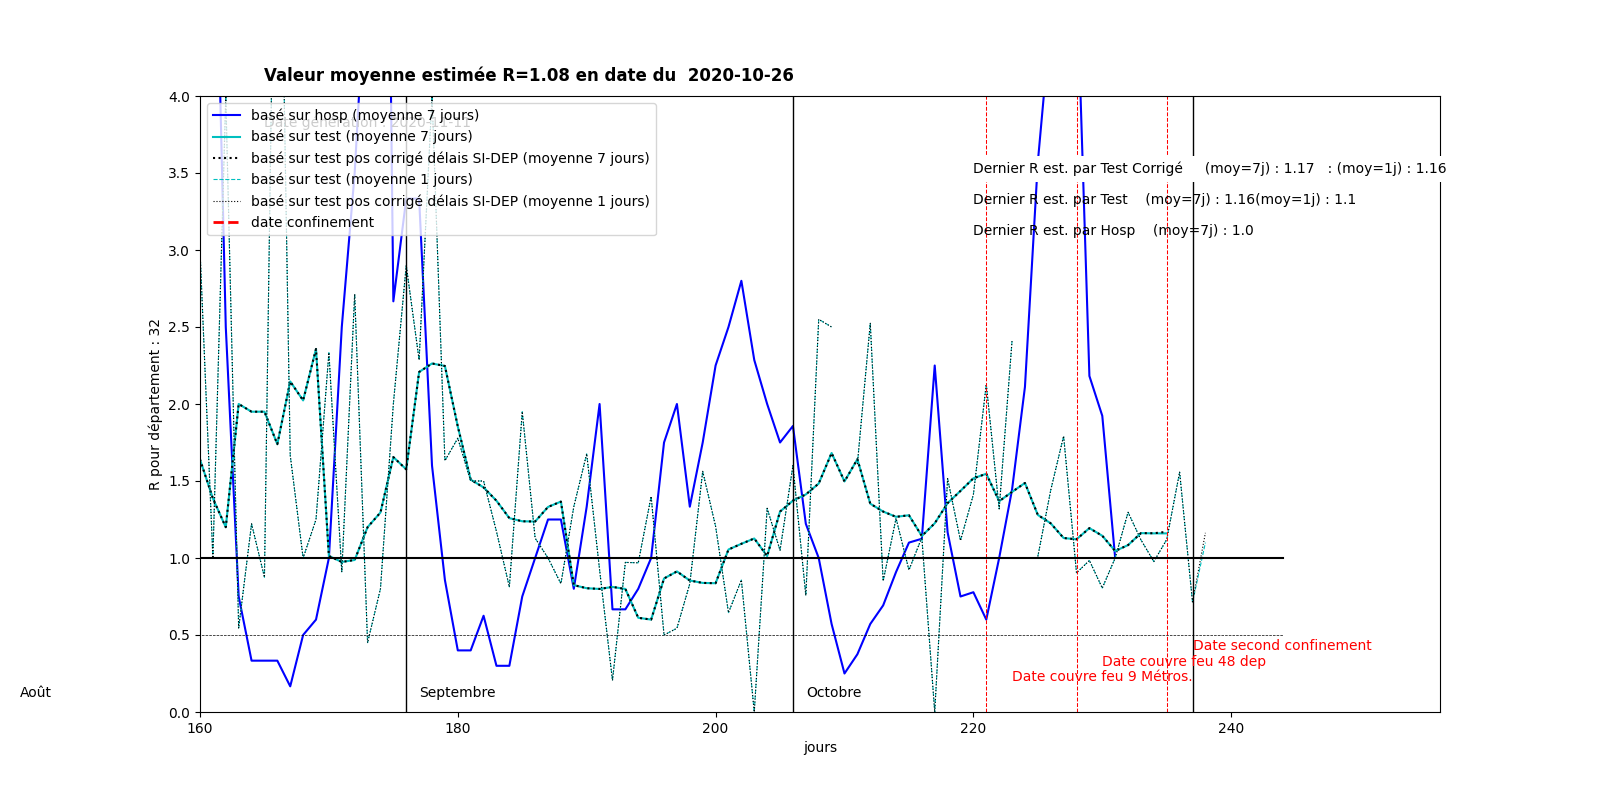 Valeur moyenne estimée R=1.08 en date du  2020-10-26
Date génération : 2020-11-11
basé sur hosp (moyenne 7 jours)
basé sur test (moyenne 7 jours)
basé sur test pos corrigé délais SI-DEP (moyenne 7 jours)
basé sur test (moyenne 1 jours)
basé sur test pos corrigé délais SI-DEP (moyenne 1 jours)
date confinement
Dernier R est. par Test Corrigé     (moy=7j) : 1.17   : (moy=1j) : 1.16
Dernier R est. par Test    (moy=7j) : 1.16(moy=1j) : 1.1
Dernier R est. par Hosp    (moy=7j) : 1.0
4.0
3.5
3.0
2.5
2.0
1.5
1.0
0.5
0.0
R pour département : 32
Date second confinement
Date couvre feu 48 dep
Date couvre feu 9 Métros.
Août
Septembre
Octobre
160
180
200
220
240
jours